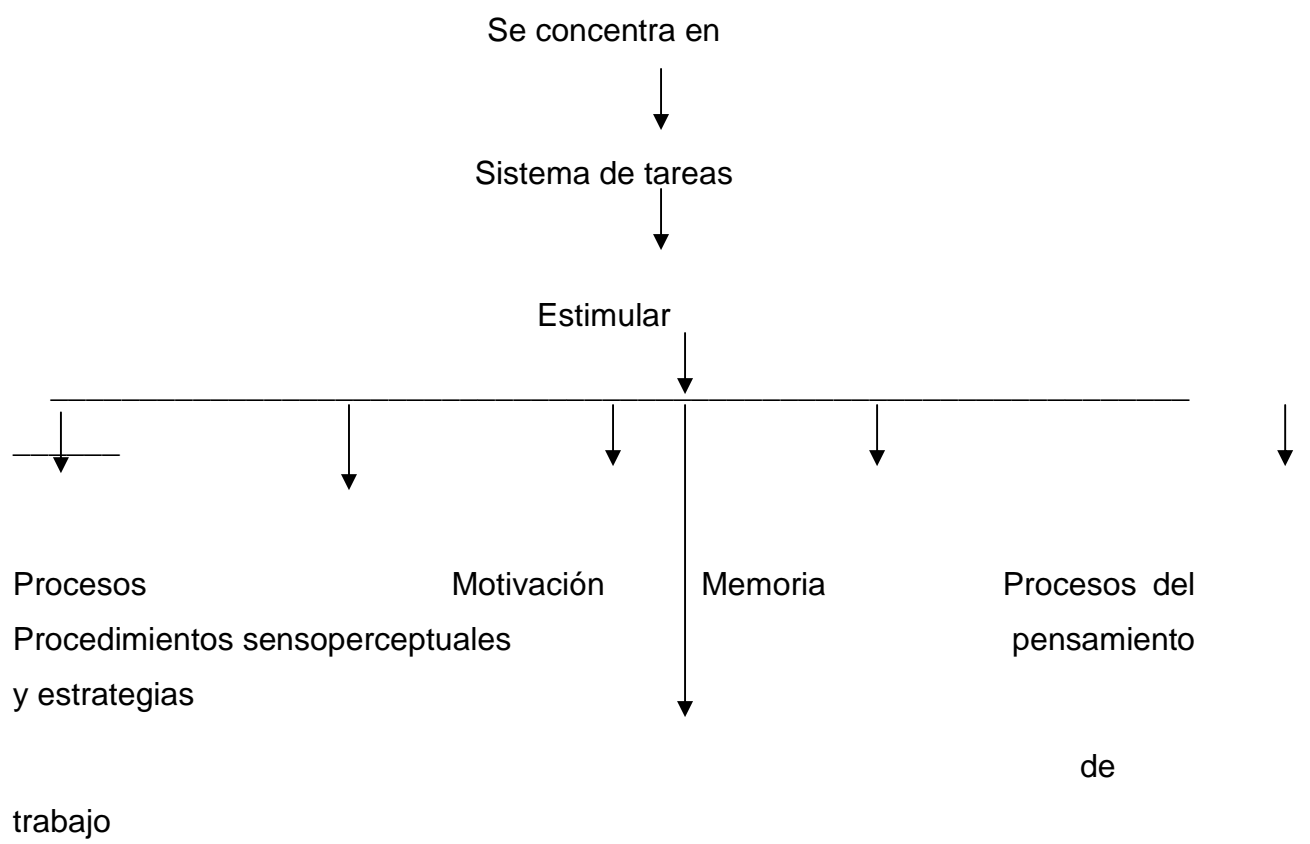 Se concentra en
Sistema de tareas
Estimular
Procesos Motivación Memoria Procesos del
Procedimientos sensoperceptuales pensamiento
y estrategias
de
trabajo